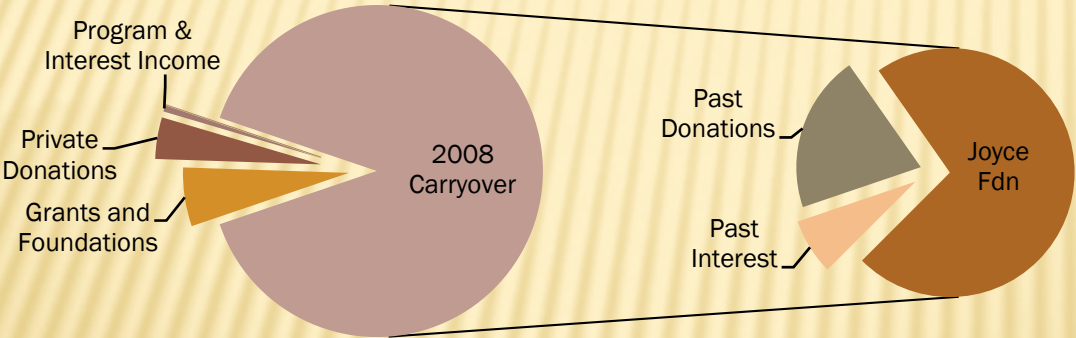 Program &
Interest Income
Private
Donations
Grants and
Foundations
2008
Carryover
Past
Donations
Past
Interest
Joyce
Fdn